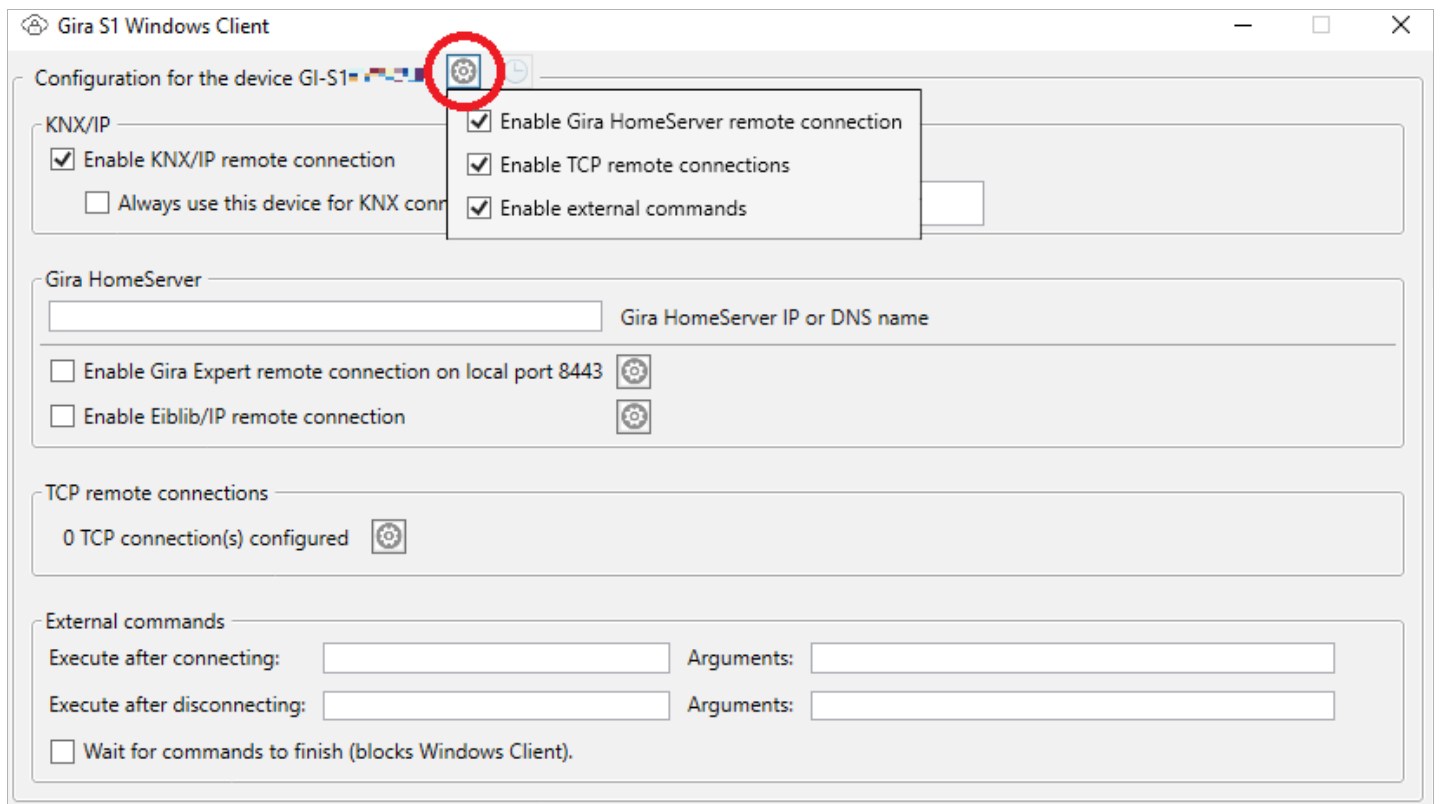 Gira S1 Windows Client
Configuration for the device GI-S1
KNX/IP
Enable Gira HomeServer remote connection
Enable KNX/IP remote connection
Enable TCP remote connections
Always use this device for KNX conn
Enable external commands
Gira HomeServer
Gira HomeServer IP or DNS name
Enable Gira Expert remote connection on local port 8443
Enable Eiblib/IP remote connection
TCP remote connections
0 TCP connection(s) configured
External commands
Execute after connecting: Arguments:
Execute after disconnecting: Arguments:
Wait for commands to finish (blocks Windows Client).